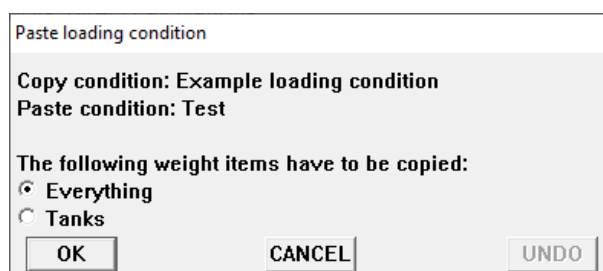 Paste loading condition
Copy condition: Example loading condition
Paste condition: Test
The following weight items have to be copied:
Everything
Tanks
OK CANCEL UNDO